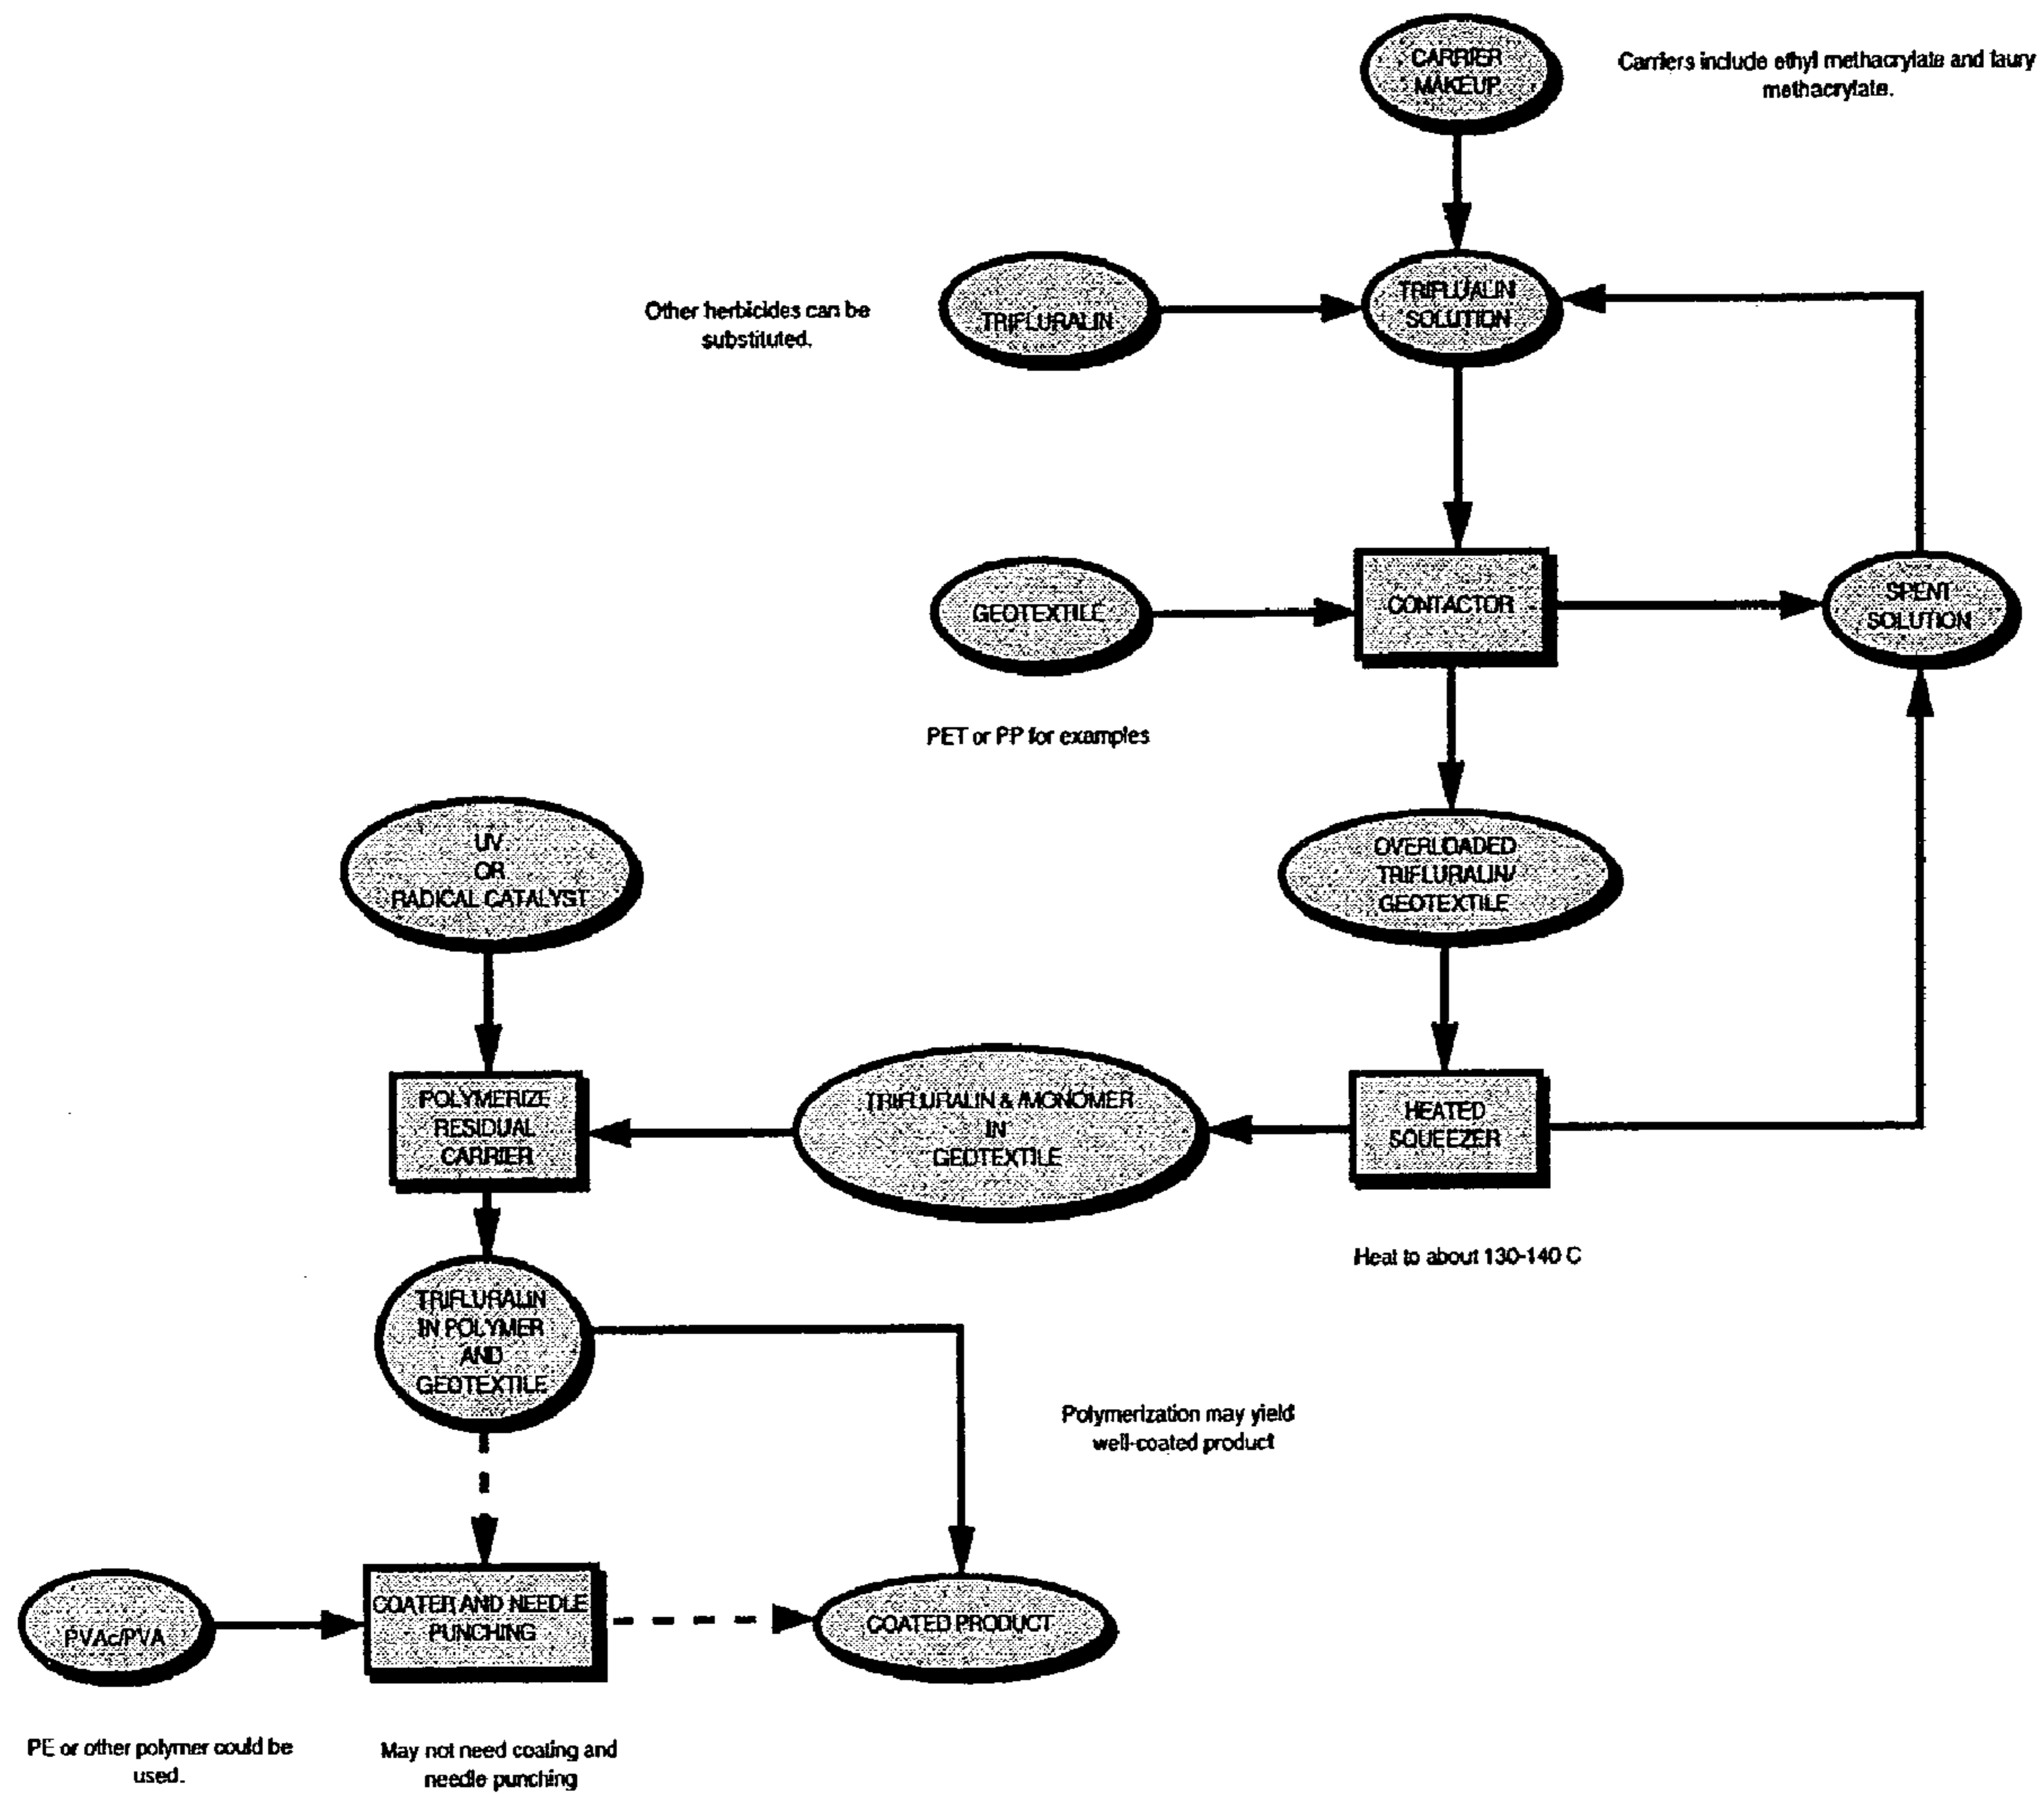 CARRIER
MAKEUP
Carriers include ethyl methacrylate and laury
methacrylate.
Other herbicides can be
substituted.
TRIFLURALIN
TRIFLUALIN
SOLUTION
GEOTEXTILE
CONTACTOR
SPENT
SOLUTION
PET or PP for examples
UV
OR
RADICAL CATALYST
OVERLOADED
TRIFLURALIN/
GEOTEXTILE
POLYMERIZE
RESIDUAL
CARRIER
TRIFLURALIN & /MONOMER
IN
GEOTEXTILE
HEATED
SQUEEZER
Heat to about 130-140 C
TRIFLURALIN
IN POLYMER
AND
GEOTEXTILE
Polymerization may yield
well-coated product
PVAc/PVA
COATER AND NEEDLE
PUNCHING
COATED PRODUCT
PE or other polymer could be
used.
May not need coating and
needle punching